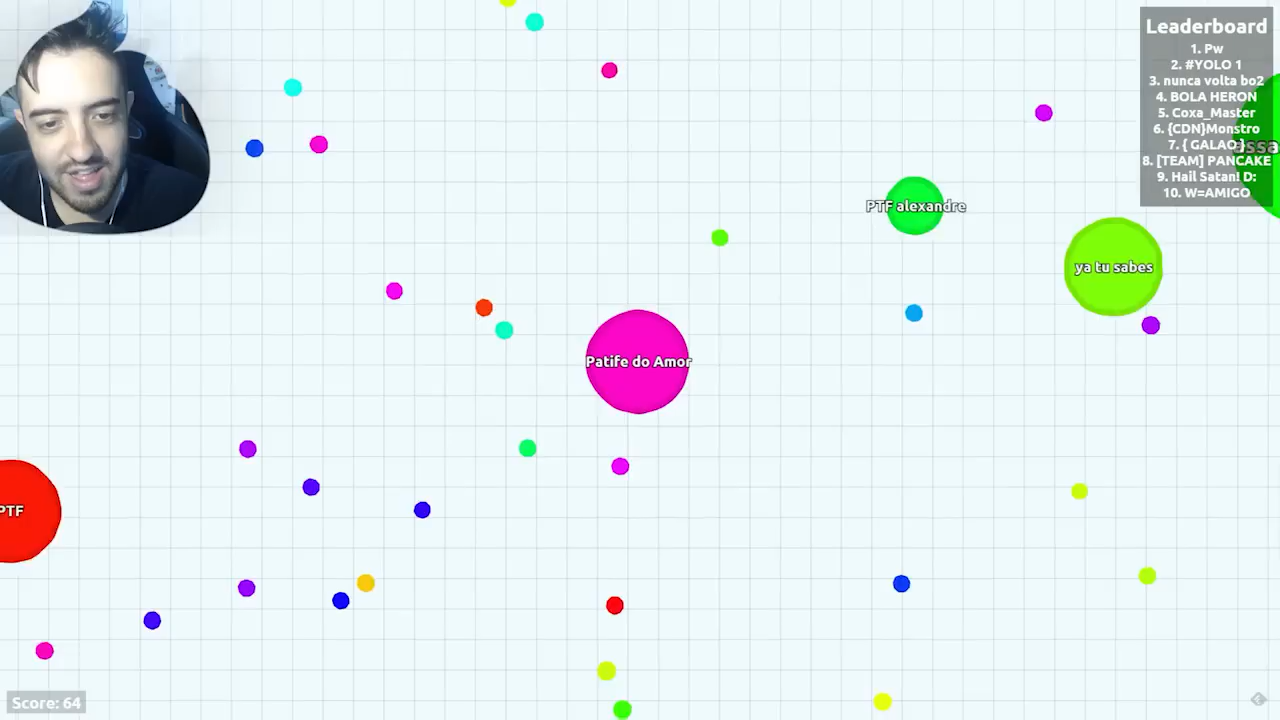 Leaderboard
1. Pw
2. #YOLO 1
3. nunca volta bo2
4. BOLA HERON
5. Coxa_Master
6. {CDN}Monstro
7. { GALAO }
8. [TEAM] PANCAKE
9. Hail Satan! D:
10. W=AMIGO
assa
PTF alexandre
ya tu sabes
Patife do Amor
PTF
Score: 64